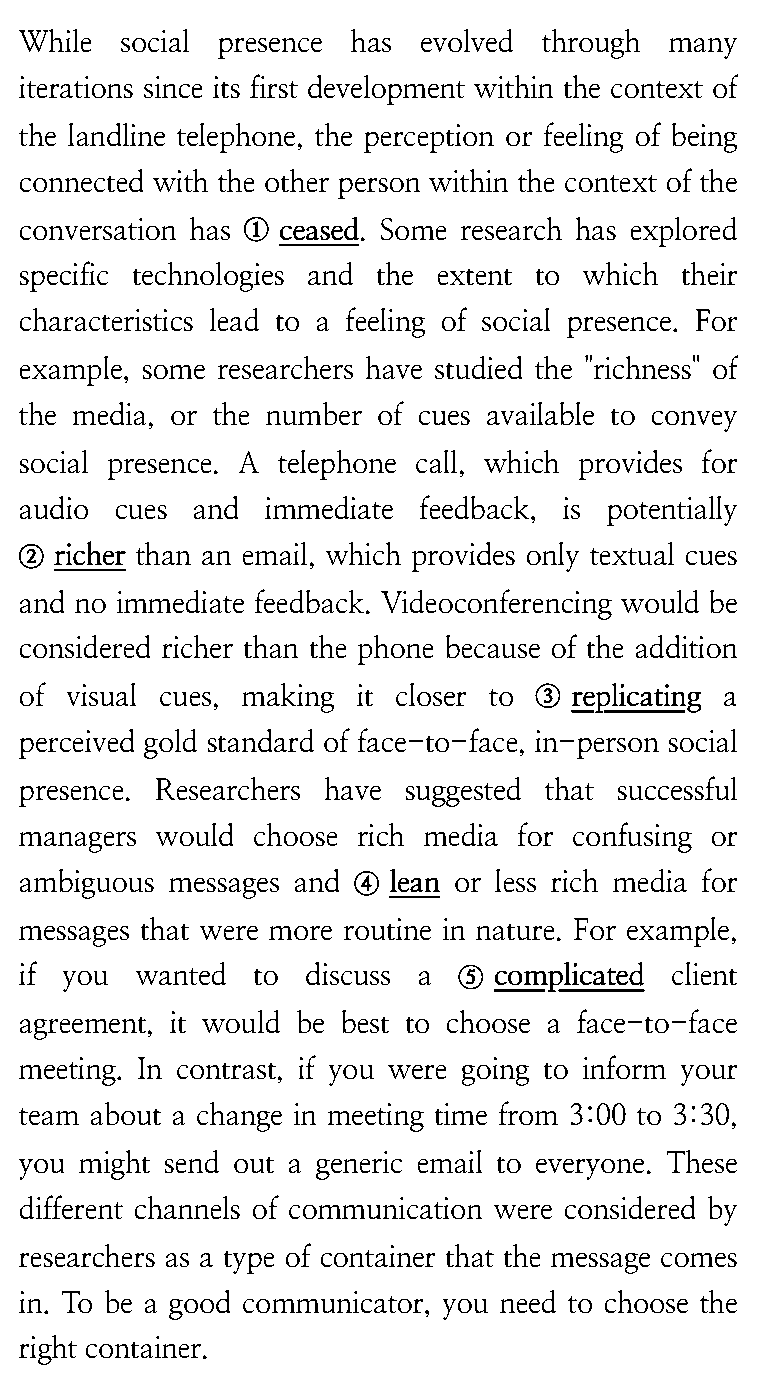 While social presence has evolved through many
iterations since its first development within the context of
the landline telephone, the perception or feeling of being
connected with the other person within the context of the
conversation has ① ceased. Some research has explored
specific technologies and the extent to which their
characteristics lead to a feeling of social presence. For
example, some researchers have studied the "richness" of
the media, or the number of cues available to convey
social presence. A telephone call, which provides for
audio cues and immediate feedback, is potentially
② richer than an email, which provides only textual cues
and no immediate feedback. Videoconferencing would be
considered richer than the phone because of the addition
of visual cues, making it closer to ③ replicating a
perceived gold standard of face-to-face, in-person social
presence. Researchers have suggested that successful
managers would choose rich media for confusing or
ambiguous messages and ④ lean or less rich media for
messages that were more routine in nature. For example,
if you wanted to discuss a ⑤ complicated client
agreement, it would be best to choose a face-to-face
meeting. In contrast, if you were going to inform your
team about a change in meeting time from 3:00 to 3:30,
you might send out a generic email to everyone. These
different channels of communication were considered by
researchers as a type of container that the message comes
in. To be a good communicator, you need to choose the
right container.